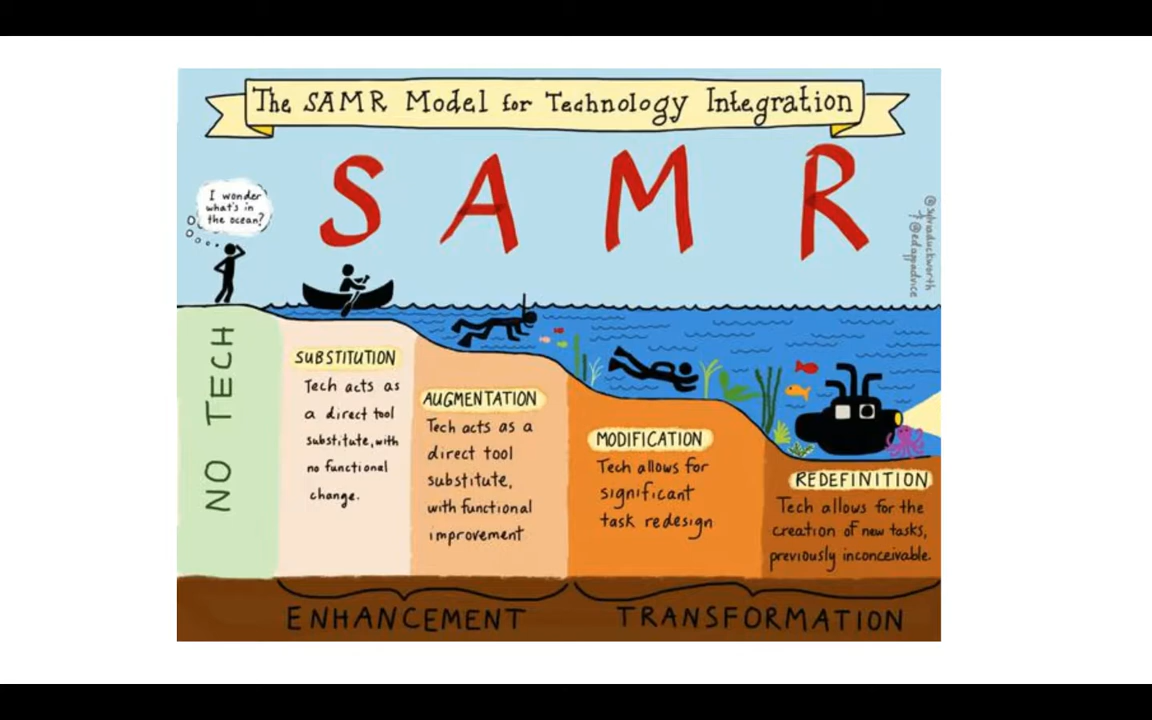 The SAMR Model for Technology Integration
S A M R
I wonder
what's in
the ocean?
@sylviaduckworth
@edappadvice
NO TECH
SUBSTITUTION
Tech acts as
a direct tool
substitute, with
no functional
change.
AUGMENTATION
Tech acts as a
direct tool
substitute,
with functional
improvement
MODIFICATION
Tech allows for
significant
task redesign
REDEFINITION
Tech allows for the
creation of new tasks,
previously inconceivable.
ENHANCEMENT
TRANSFORMATION